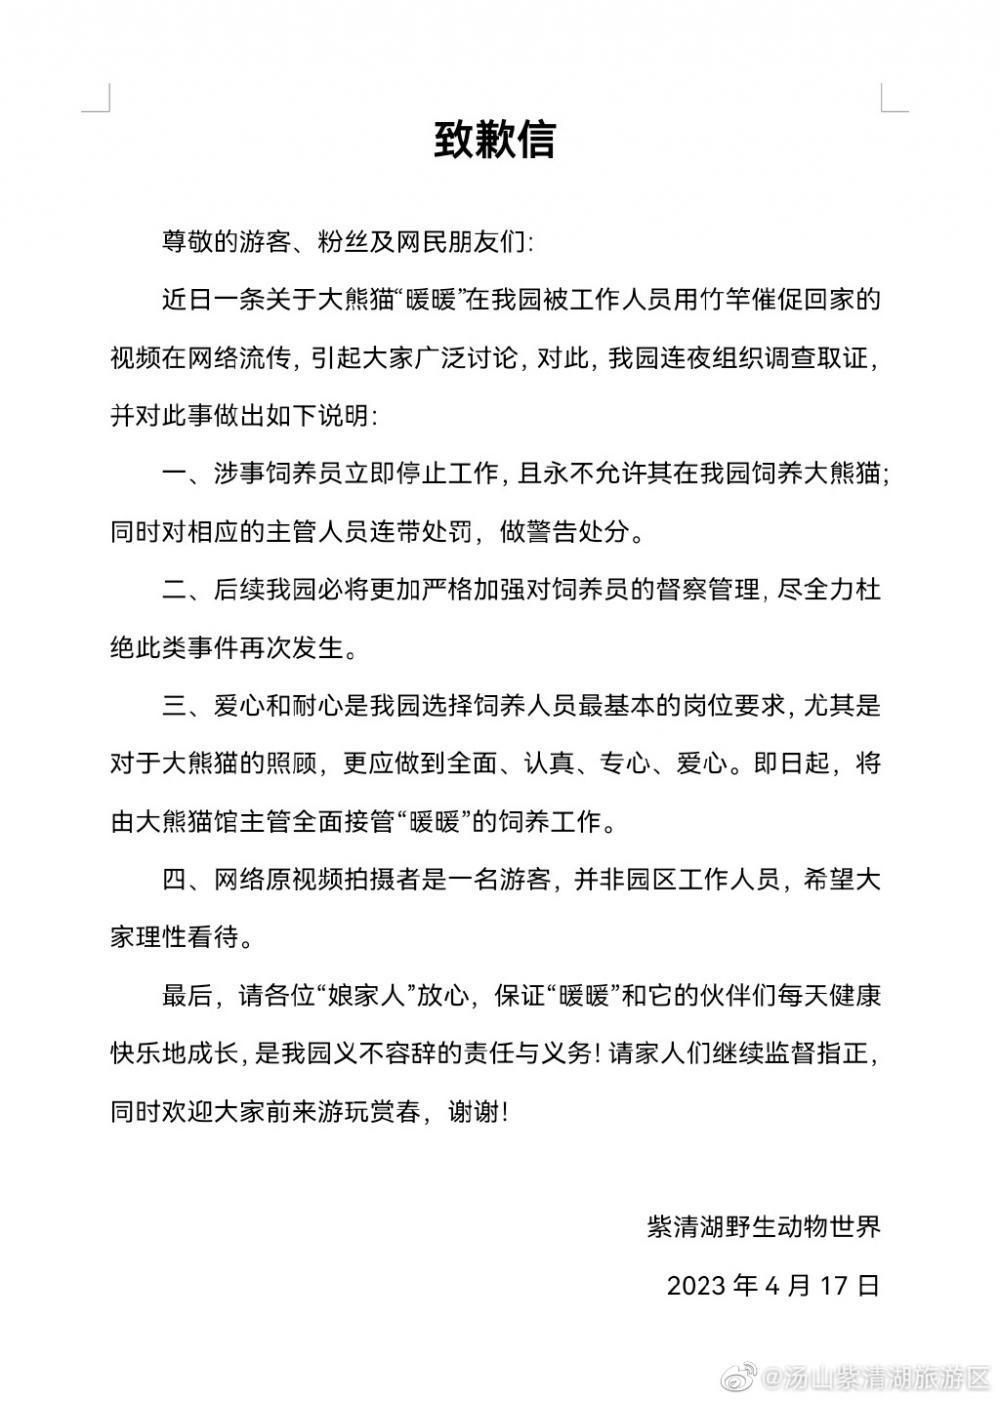 致歉信
尊敬的游客、粉丝及网民朋友们：
近日一条关于大熊猫“暖暖”在我园被工作人员用竹竿催促回家的
视频在网络流传，引起大家广泛讨论，对此，我园连夜组织调查取证，
并对此事做出如下说明：
一、涉事饲养员立即停止工作，且永不允许其在我园饲养大熊猫；
同时对相应的主管人员连带处罚，做警告处分。
二、后续我园必将更加严格加强对饲养员的督察管理，尽全力杜
绝此类事件再次发生。
三、爱心和耐心是我园选择饲养人员最基本的岗位要求，尤其是
对于大熊猫的照顾，更应做到全面、认真、专心、爱心。即日起，将
由大熊猫馆主管全面接管“暖暖”的饲养工作。
四、网络原视频拍摄者是一名游客，并非园区工作人员，希望大
家理性看待。
最后，请各位“娘家人”放心，保证“暖暖”和它的伙伴们每天健康
快乐地成长，是我园义不容辞的责任与义务！请家人们继续监督指正，
同时欢迎大家前来游玩赏春，谢谢！
紫清湖野生动物世界
2023 年 4 月 17 日
@汤山紫清湖旅游区